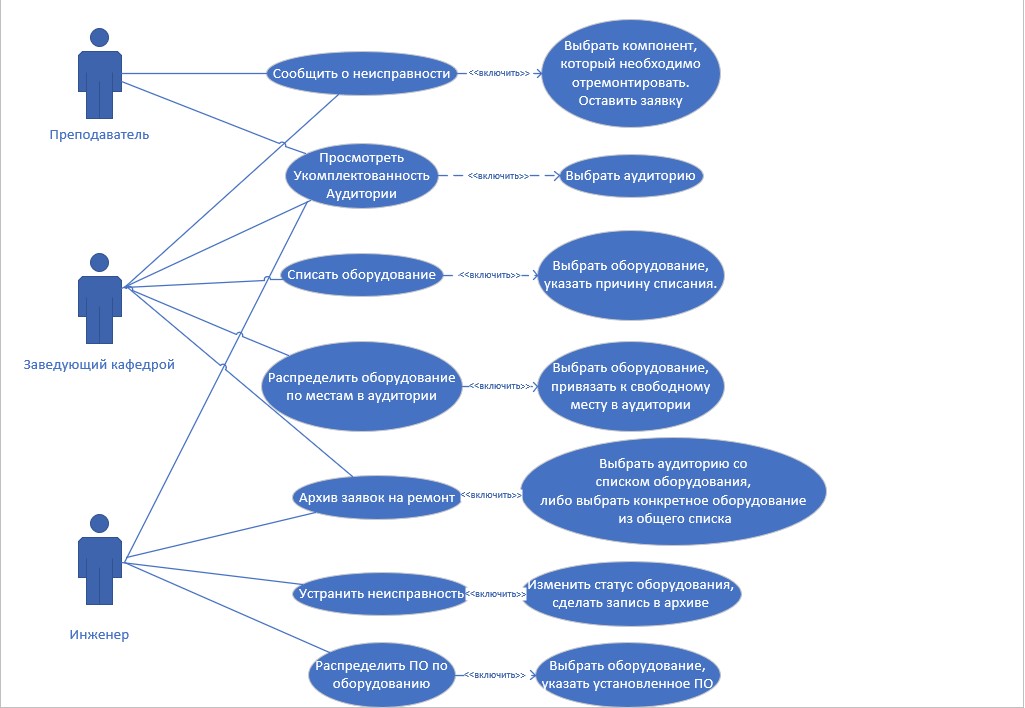 Преподаватель
Сообщить о неисправности
<<включить>>
Выбрать компонент,
который необходимо
отремонтировать.
Оставить заявку
Просмотреть
Укомплектованность
Аудитории
<<включить>>
Выбрать аудиторию
Заведующий кафедрой
Списать оборудование
<<включить>>
Выбрать оборудование,
указать причину списания.
Распределить оборудование
по местам в аудитории
<<включить>>
Выбрать оборудование,
привязать к свободному
месту в аудитории
Архив заявок на ремонт
<<включить>>
Выбрать аудиторию со
списком оборудования,
либо выбрать конкретное оборудование
из общего списка
Инженер
Устранить неисправность
<<включить>>
Изменить статус оборудования,
сделать запись в архиве
Распределить ПО по
оборудованию
<<включить>>
Выбрать оборудование,
указать установленное ПО